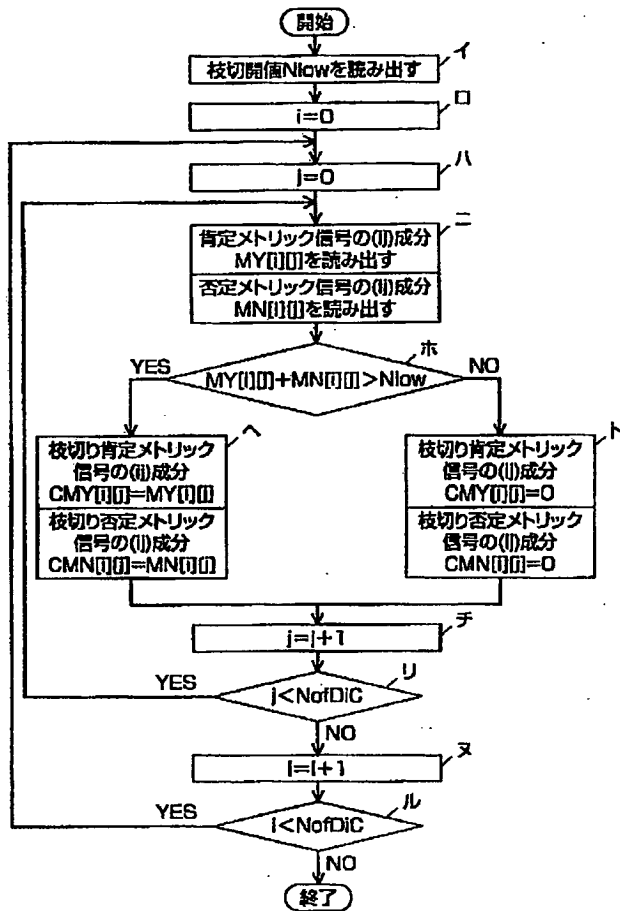 開始
イ
枝切閾値Nlowを読み出す
ロ
i=0
ハ
j=0
ニ
肯定メトリック信号の(ij)成分
MY[i][j]を読み出す
否定メトリック信号の(ij)成分
MN[i][j]を読み出す
ホ
YES
MY[i][j]+MN[i][j]>Nlow
NO
ヘ
枝切り肯定メトリック
信号の(ij)成分
CMY[i][j]=MY[i][j]
枝切り否定メトリック
信号の(ij)成分
CMN[i][j]=MN[i][j]
ト
枝切り肯定メトリック
信号の(ij)成分
CMY[i][j]=0
枝切り否定メトリック
信号の(ij)成分
CMN[i][j]=0
チ
j=j+1
リ
YES
j<NofDiC
NO
ヌ
i=i+1
ル
YES
i<NofDiC
NO
終了